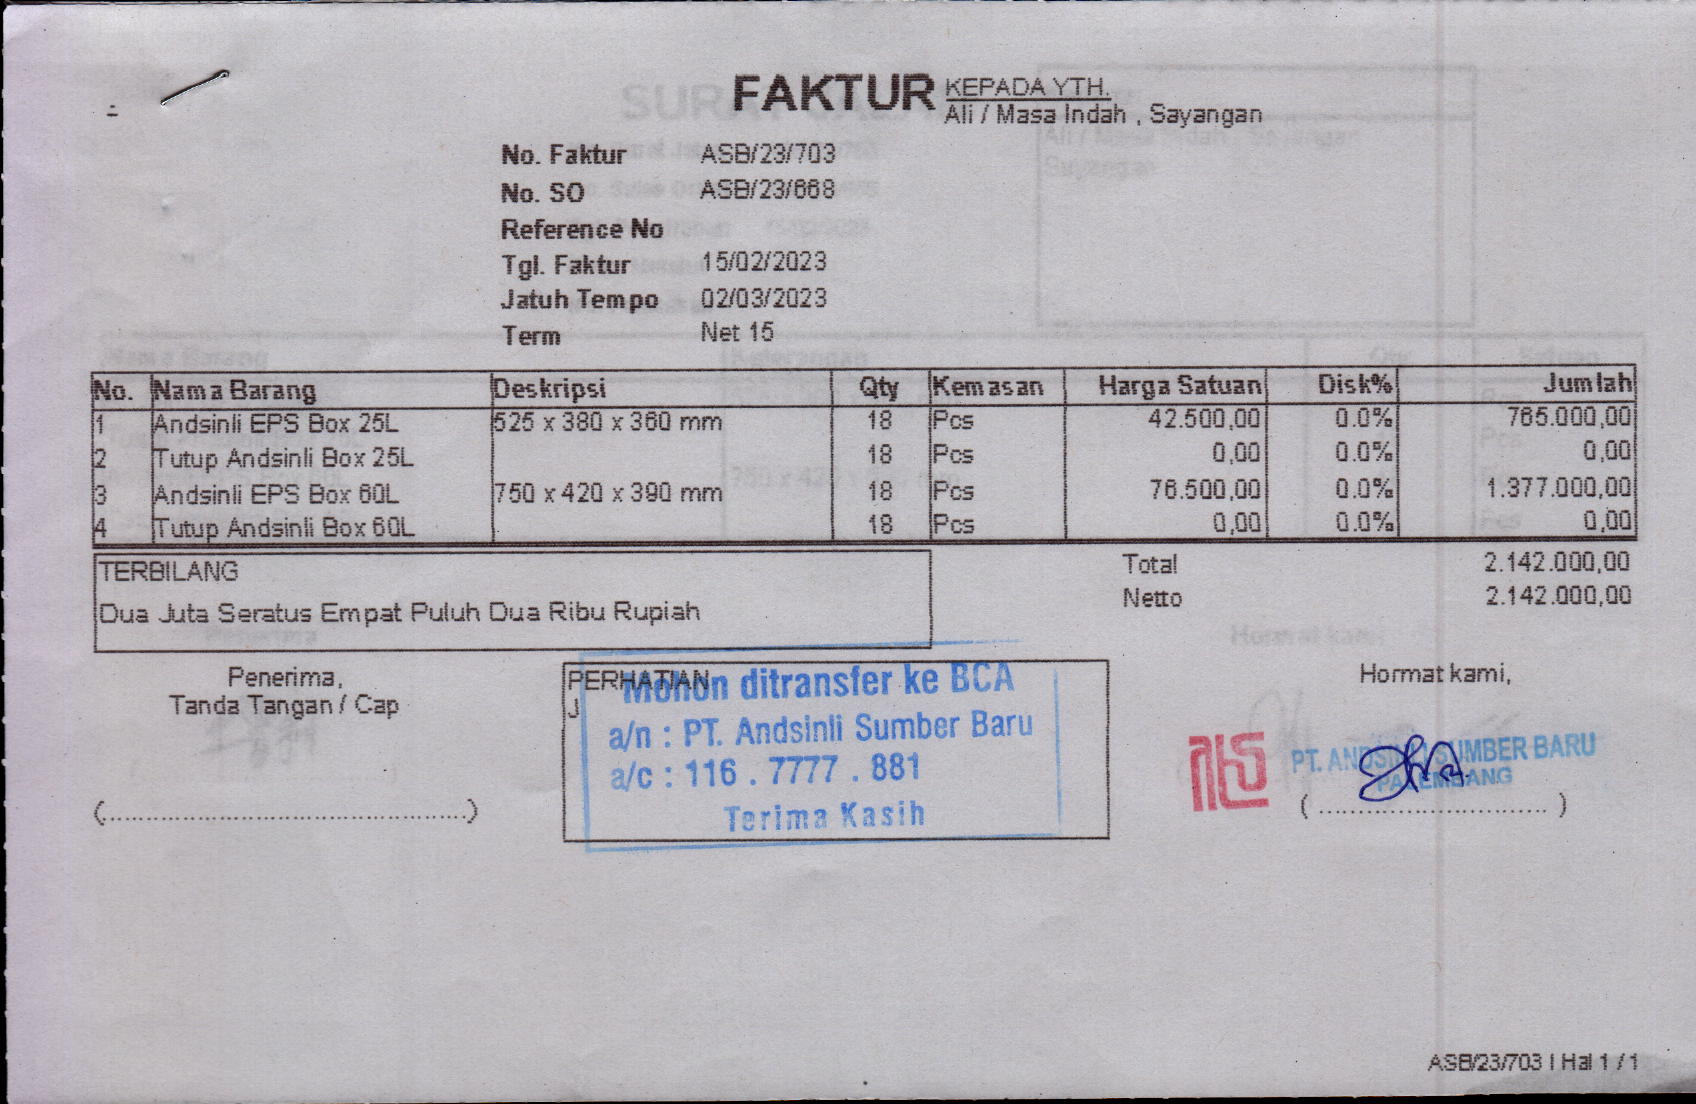 FAKTUR
KEPADA YTH.
Ali / Masa Indah , Sayangan
No. Faktur ASB/23/703
No. SO ASB/23/668
Reference No
Tgl. Faktur 15/02/2023
Jatuh Tempo 02/03/2023
Term Net 15
No. Nama Barang Deskripsi Qty Kemasan Harga Satuan Disk% Jumlah
1 Andsinli EPS Box 25L 525 x 380 x 360 mm 18 Pcs 42.500,00 0.0% 765.000,00
2 Tutup Andsinli Box 25L 18 Pcs 0,00 0.0% 0,00
3 Andsinli EPS Box 60L 750 x 420 x 390 mm 18 Pcs 76.500,00 0.0% 1.377.000,00
4 Tutup Andsinli Box 60L 18 Pcs 0,00 0.0% 0,00
TERBILANG
Dua Juta Seratus Empat Puluh Dua Ribu Rupiah
Total 2.142.000,00
Netto 2.142.000,00
Penerima,
Tanda Tangan / Cap
(...........................................)
PERHATIAN
J
Mohon ditransfer ke BCA
a/n : PT. Andsinli Sumber Baru
a/c : 116 . 7777 . 881
Terima Kasih
Hormat kami,
PT. ANDSINLI SUMBER BARU
PALEMBANG
( ........................... )
ASB/23/703 | Hal 1 / 1